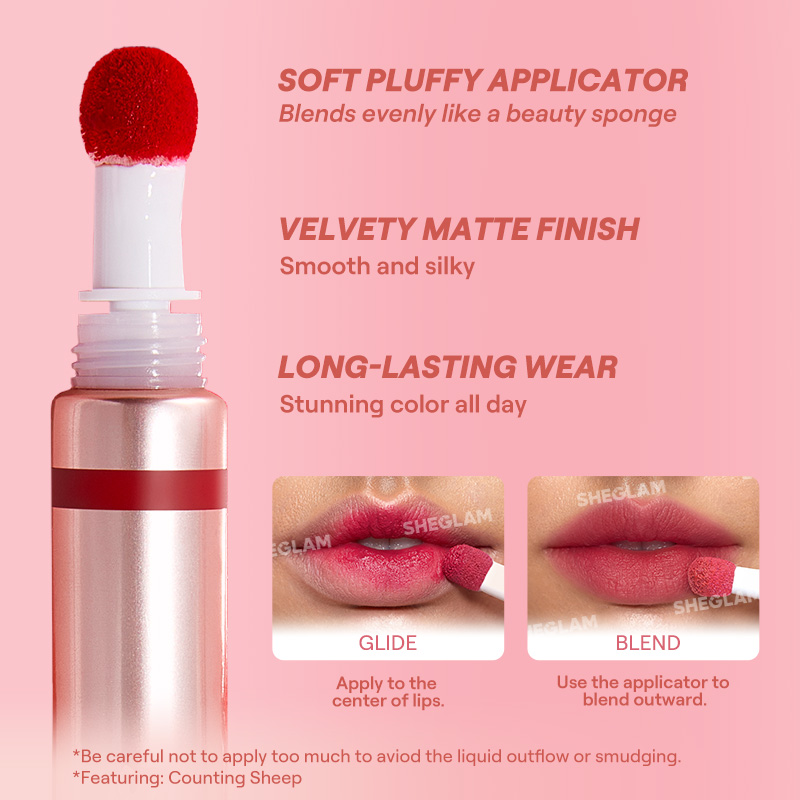 SOFT PLUFFY APPLICATOR
Blends evenly like a beauty sponge
VELVETY MATTE FINISH
Smooth and silky
LONG-LASTING WEAR
Stunning color all day
SHEGLAM
EGLAM
SHEGLAM
SHEGLAM
EGLAM
GLIDE
BLEND
Apply to the
center of lips.
Use the applicator to
blend outward.
*Be careful not to apply too much to aviod the liquid outflow or smudging.
*Featuring: Counting Sheep